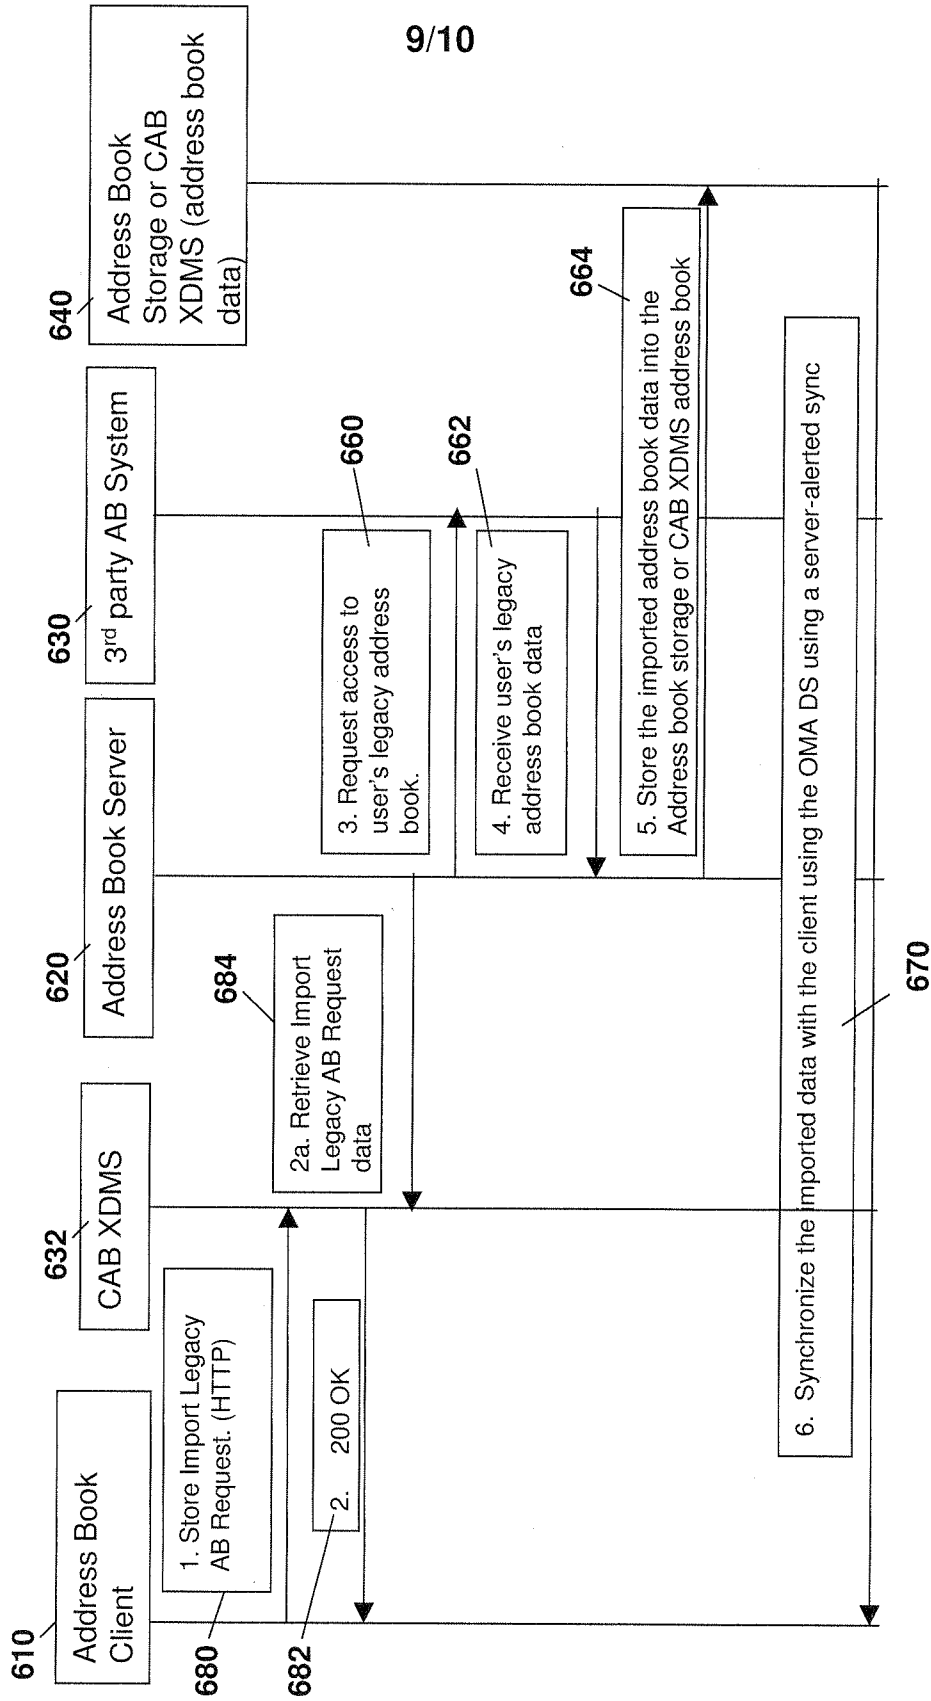 9/10
610
Address Book
Client
632
CAB XDMS
620
Address Book Server
630
3rd party AB System
640
Address Book
Storage or CAB
XDMS (address book
data)
680
1. Store Import Legacy
AB Request. (HTTP)
682
2. 200 OK
684
2a. Retrieve Import
Legacy AB Request
data
660
3. Request access to
user's legacy address
book.
662
4. Receive user's legacy
address book data
664
5. Store the imported address book data into the
Address book storage or CAB XDMS address book
6. Synchronize the imported data with the client using the OMA DS using a server-alerted sync
670